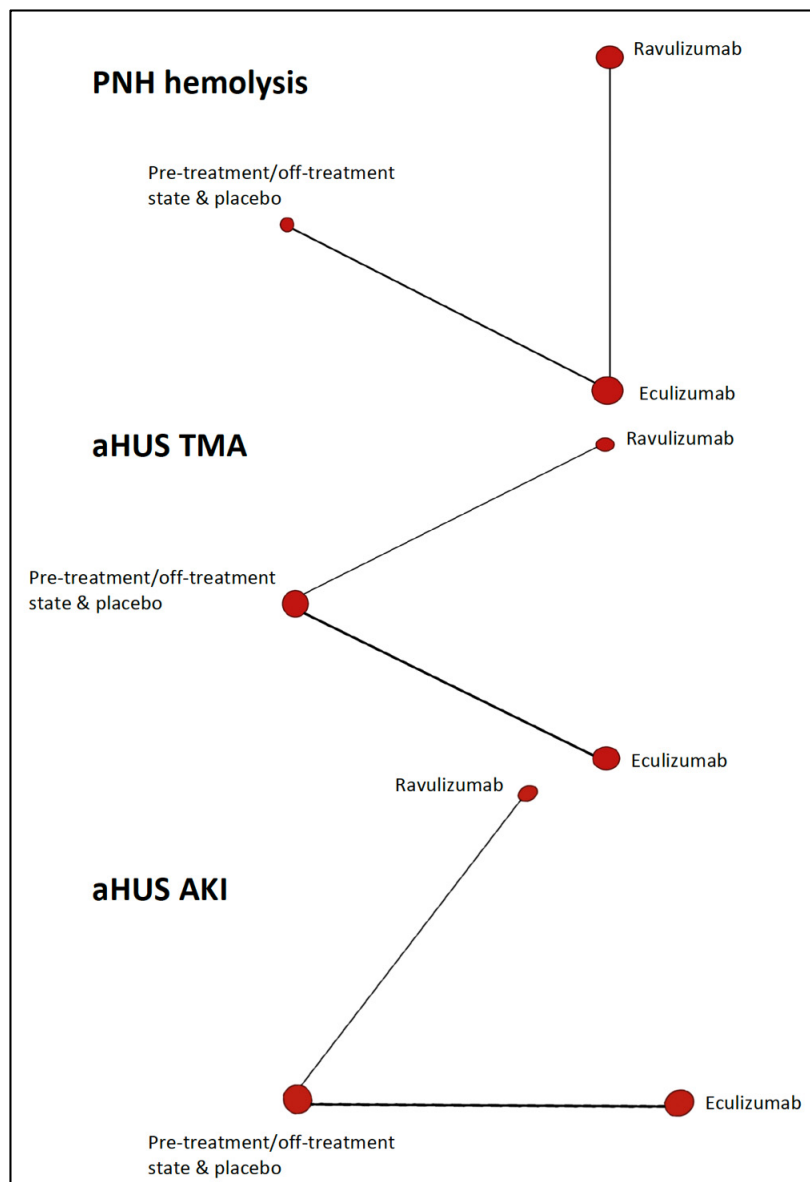 Ravulizumab
PNH hemolysis
Pre-treatment/off-treatment
state & placebo
Eculizumab
Ravulizumab
aHUS TMA
Pre-treatment/off-treatment
state & placebo
Eculizumab
Ravulizumab
aHUS AKI
Eculizumab
Pre-treatment/off-treatment
state & placebo